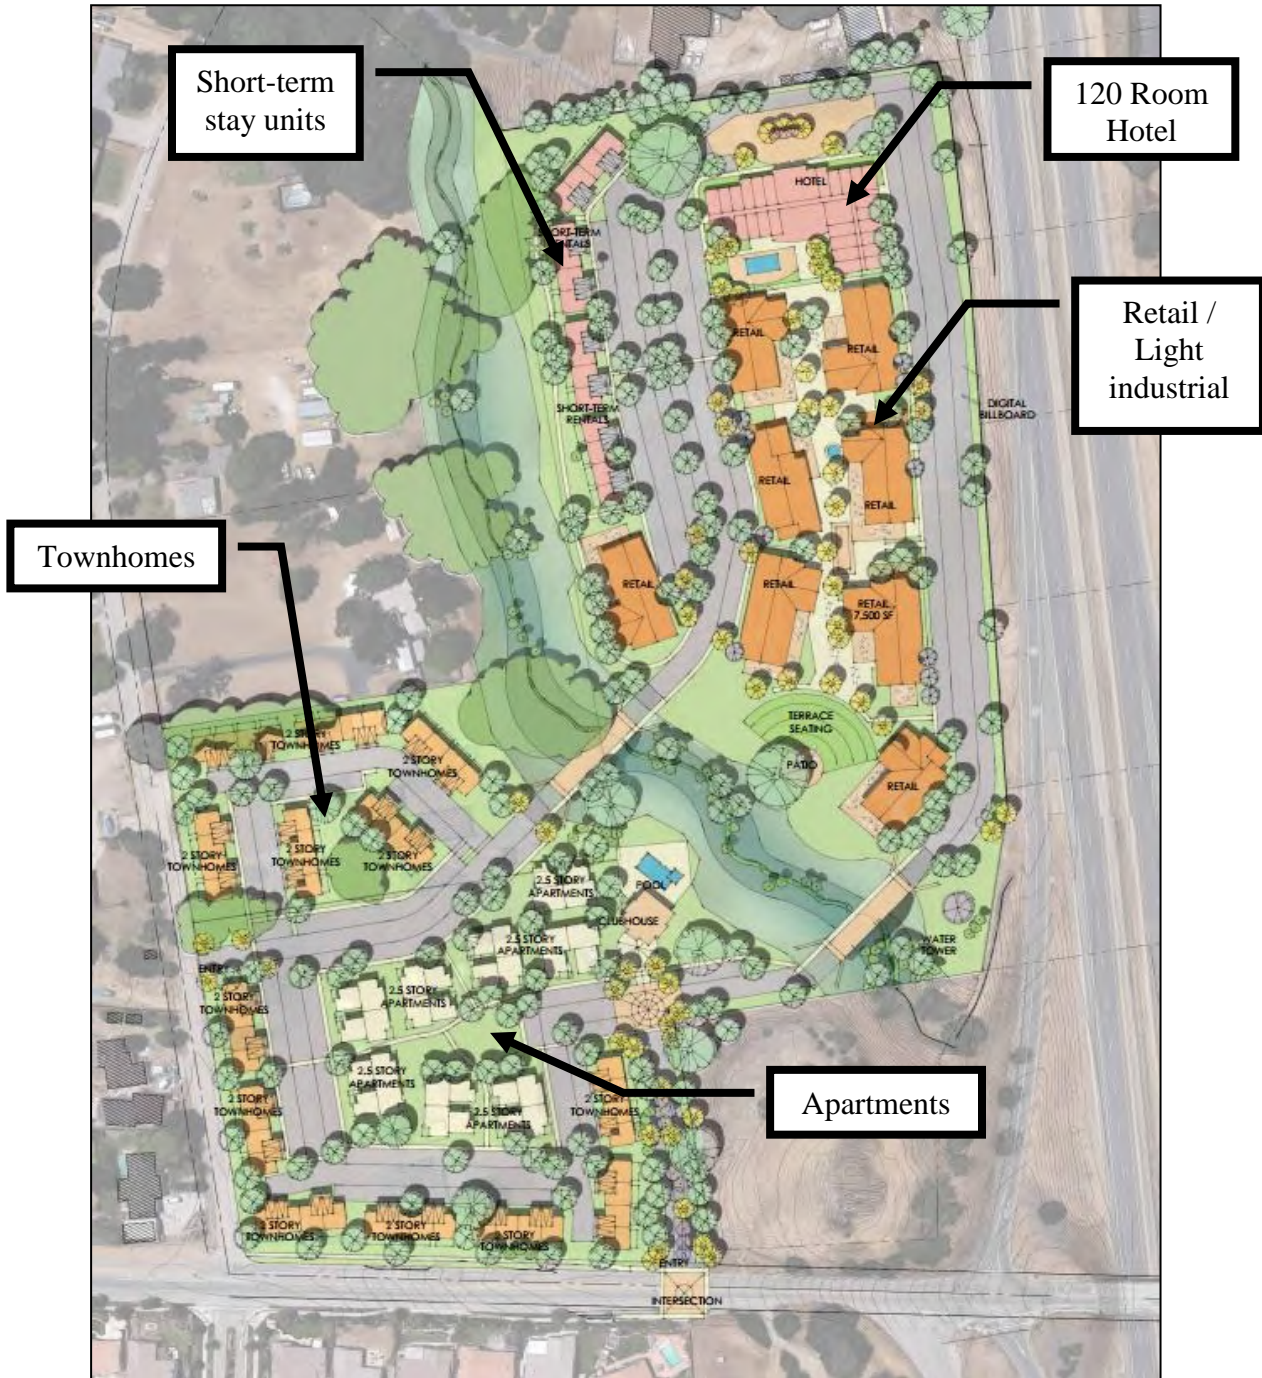 Short-term
stay units
120 Room
Hotel
HOTEL
SHORT-TERM
RENTALS
Retail /
Light
industrial
RETAIL
RETAIL
DIGITAL
BILLBOARD
SHORT-TERM
RENTALS
RETAIL
RETAIL
Townhomes
RETAIL
RETAIL
RETAIL
7,500 SF
TERRACE
SEATING
2 STORY
TOWNHOMES
2 STORY
TOWNHOMES
PATIO
RETAIL
2 STORY
TOWNHOMES
2 STORY
TOWNHOMES
2 STORY
TOWNHOMES
2.5 STORY
APARTMENTS
POOL
CLUBHOUSE
2.5 STORY
APARTMENTS
WATER
TOWER
ENTRY
2 STORY
TOWNHOMES
2.5 STORY
APARTMENTS
2.5 STORY
APARTMENTS
2 STORY
TOWNHOMES
2.5 STORY
APARTMENTS
2 STORY
TOWNHOMES
Apartments
2 STORY
TOWNHOMES
2 STORY
TOWNHOMES
2 STORY
TOWNHOMES
ENTRY
INTERSECTION